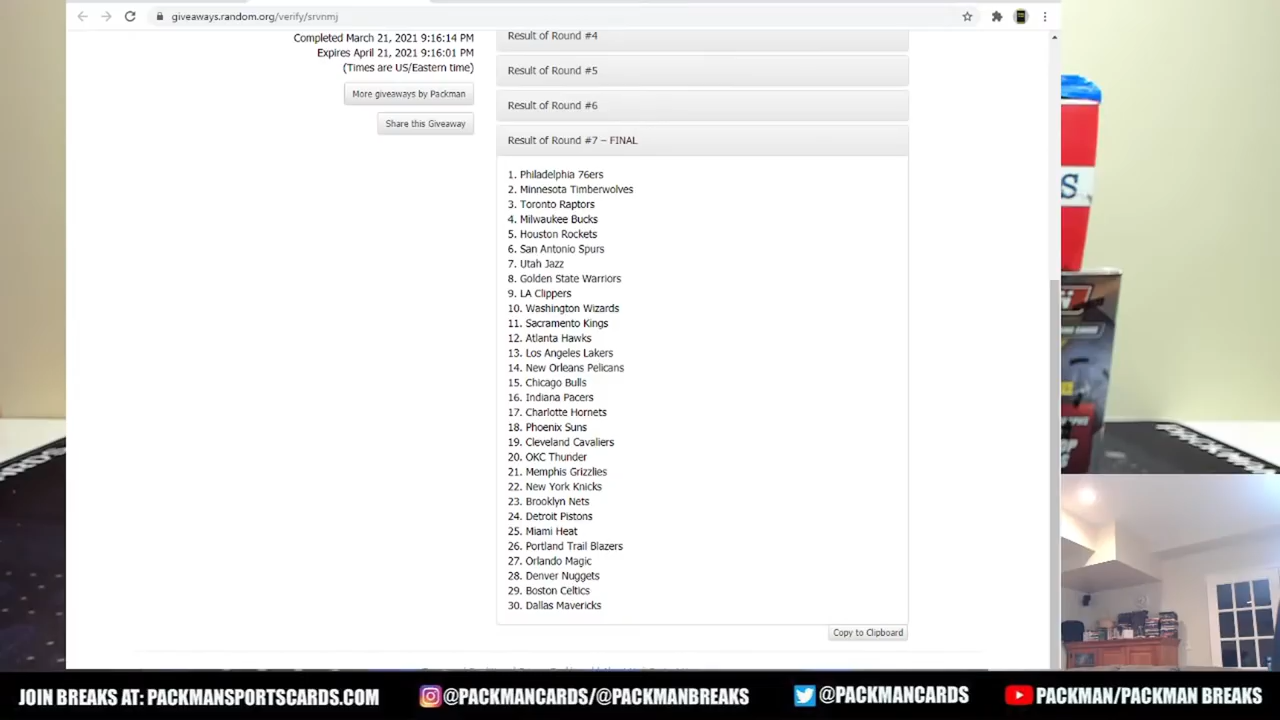 giveaways.random.org/verify/srvnmj
Completed March 21, 2021 9:16:14 PM
Expires April 21, 2021 9:16:01 PM
(Times are US/Eastern time)
More giveaways by Packman
Share this Giveaway
Result of Round #4
Result of Round #5
Result of Round #6
Result of Round #7 – FINAL
1. Philadelphia 76ers
2. Minnesota Timberwolves
3. Toronto Raptors
4. Milwaukee Bucks
5. Houston Rockets
6. San Antonio Spurs
7. Utah Jazz
8. Golden State Warriors
9. LA Clippers
10. Washington Wizards
11. Sacramento Kings
12. Atlanta Hawks
13. Los Angeles Lakers
14. New Orleans Pelicans
15. Chicago Bulls
16. Indiana Pacers
17. Charlotte Hornets
18. Phoenix Suns
19. Cleveland Cavaliers
20. OKC Thunder
21. Memphis Grizzlies
22. New York Knicks
23. Brooklyn Nets
24. Detroit Pistons
25. Miami Heat
26. Portland Trail Blazers
27. Orlando Magic
28. Denver Nuggets
29. Boston Celtics
30. Dallas Mavericks
Copy to Clipboard
JOIN BREAKS AT: PACKMANSPORTSCARDS.COM
@PACKMANCARDS/@PACKMANBREAKS
@PACKMANCARDS
PACKMAN/PACKMAN BREAKS